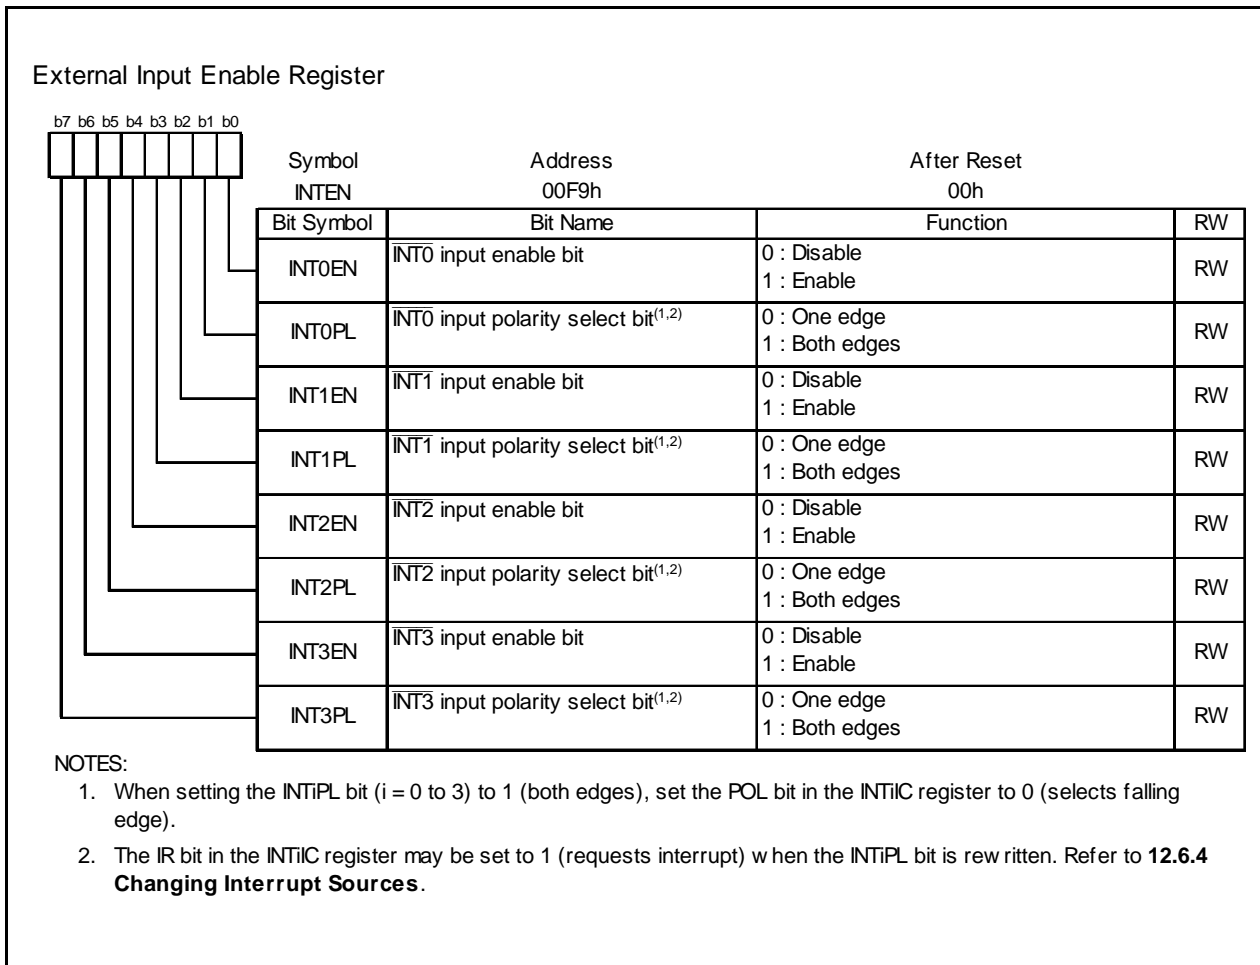 External Input Enable Register
b7 b6 b5 b4 b3 b2 b1 b0
Symbol Address After Reset
INTEN 00F9h 00h
Bit Symbol Bit Name Function RW
INT0EN INT0 input enable bit 0 : Disable RW
1 : Enable
INT0PL INT0 input polarity select bit(1,2) 0 : One edge RW
1 : Both edges
INT1EN INT1 input enable bit 0 : Disable RW
1 : Enable
INT1PL INT1 input polarity select bit(1,2) 0 : One edge RW
1 : Both edges
INT2EN INT2 input enable bit 0 : Disable RW
1 : Enable
INT2PL INT2 input polarity select bit(1,2) 0 : One edge RW
1 : Both edges
INT3EN INT3 input enable bit 0 : Disable RW
1 : Enable
INT3PL INT3 input polarity select bit(1,2) 0 : One edge RW
1 : Both edges
NOTES:
1. When setting the INTiPL bit (i = 0 to 3) to 1 (both edges), set the POL bit in the INTiIC register to 0 (selects falling
edge).
2. The IR bit in the INTiIC register may be set to 1 (requests interrupt) when the INTiPL bit is rewritten. Refer to 12.6.4
Changing Interrupt Sources.